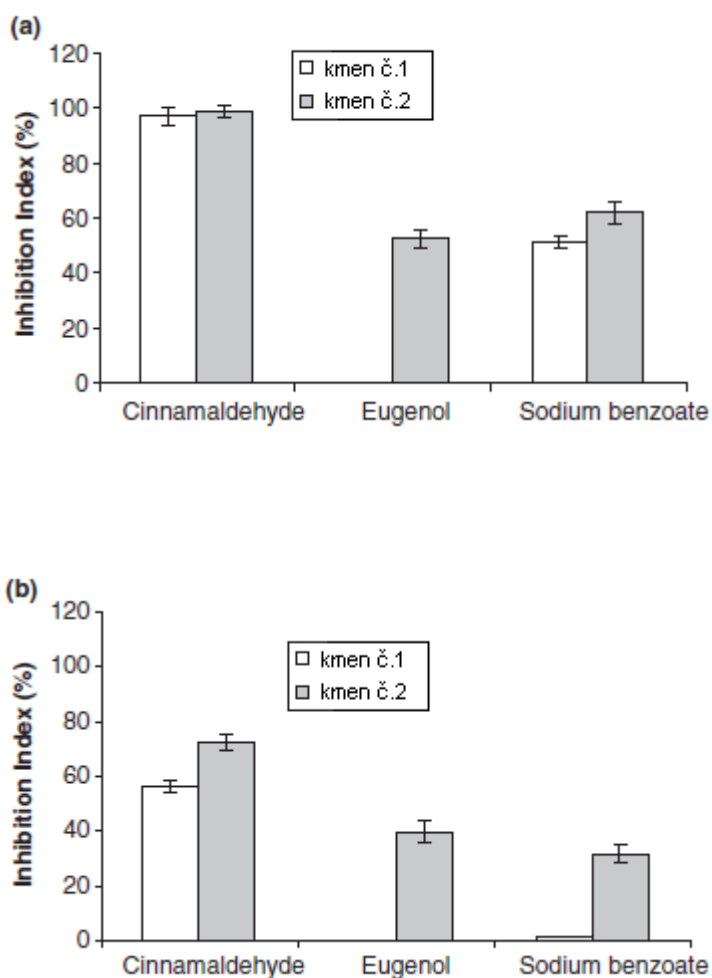 (a)
120
100
80
60
40
20
0
Inhibition Index (%)
kmen č.1
kmen č.2
Cinnamaldehyde Eugenol Sodium benzoate
(b)
120
100
80
60
40
20
0
Inhibition Index (%)
kmen č.1
kmen č.2
Cinnamaldehyde Eugenol Sodium benzoate